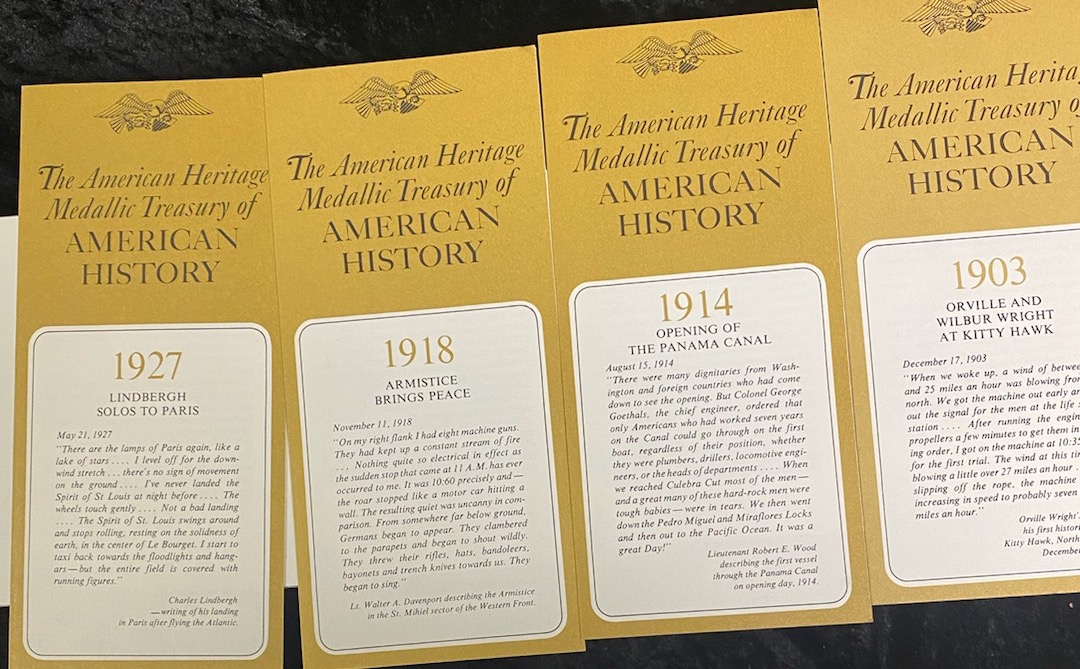 The American Heritage
Medallic Treasury of
AMERICAN
HISTORY
1927
LINDBERGH
SOLOS TO PARIS
May 21, 1927
"There are the lamps of Paris again, like a
lake of stars .... I level off for the down-
wind stretch ... there's no sign of movement
on the ground .... I've never landed the
Spirit of St Louis at night before .... The
wheels touch gently .... Not a bad landing
.... The Spirit of St. Louis swings around
and stops rolling, resting on the solidness of
earth, in the center of Le Bourget. I start to
taxi back towards the floodlights and hang-
ars—but the entire field is covered with
running figures."
Charles Lindbergh
—writing of his landing
in Paris after flying the Atlantic.
The American Heritage
Medallic Treasury of
AMERICAN
HISTORY
1918
ARMISTICE
BRINGS PEACE
November 11, 1918
"On my right flank I had eight machine guns.
They had kept up a constant stream of fire
... Nothing quite so electrical in effect as
the sudden stop that came at 11 A.M. has ever
occurred to me. It was 10:60 precisely and—
the roar stopped like a motor car hitting a
wall. The resulting quiet was uncanny in com-
parison. From somewhere far below ground,
Germans began to appear. They clambered
to the parapets and began to shout wildly.
They threw their rifles, hats, bandoleers,
bayonets and trench knives towards us. They
began to sing."
Lt. Walter A. Davenport describing the Armistice
in the St. Mihiel sector of the Western Front.
The American Heritage
Medallic Treasury of
AMERICAN
HISTORY
1914
OPENING OF
THE PANAMA CANAL
August 15, 1914
"There were many dignitaries from Wash-
ington and foreign countries who had come
down to see the opening. But Colonel George
Goethals, the chief engineer, ordered that
only Americans who had worked seven years
on the Canal could go through on the first
boat, regardless of their position, whether
they were plumbers, drillers, locomotive engi-
neers, or the heads of departments .... When
we reached Culebra Cut most of the men—
and a great many of these hard-rock men were
tough babies—were in tears. We then went
down the Pedro Miguel and Miraflores Locks
and then out to the Pacific Ocean. It was a
great Day!"
Lieutenant Robert E. Wood
describing the first vessel
through the Panama Canal
on opening day, 1914.
The American Herita
Medallic Treasury o
AMERICAN
HISTORY
1903
ORVILLE AND
WILBUR WRIGHT
AT KITTY HAWK
December 17, 1903
"When we woke up, a wind of betwee
and 25 miles an hour was blowing from
north. We got the machine out early an
out the signal for the men at the life
station .... After running the engin
propellers a few minutes to get them in
ing order, I got on the machine at 10:35
for the first trial. The wind at this ti
blowing a little over 27 miles an hour
slipping off the rope, the machine
increasing in speed to probably seven
miles an hour."
Orville Wright'
his first histor
Kitty Hawk, North
Decembe